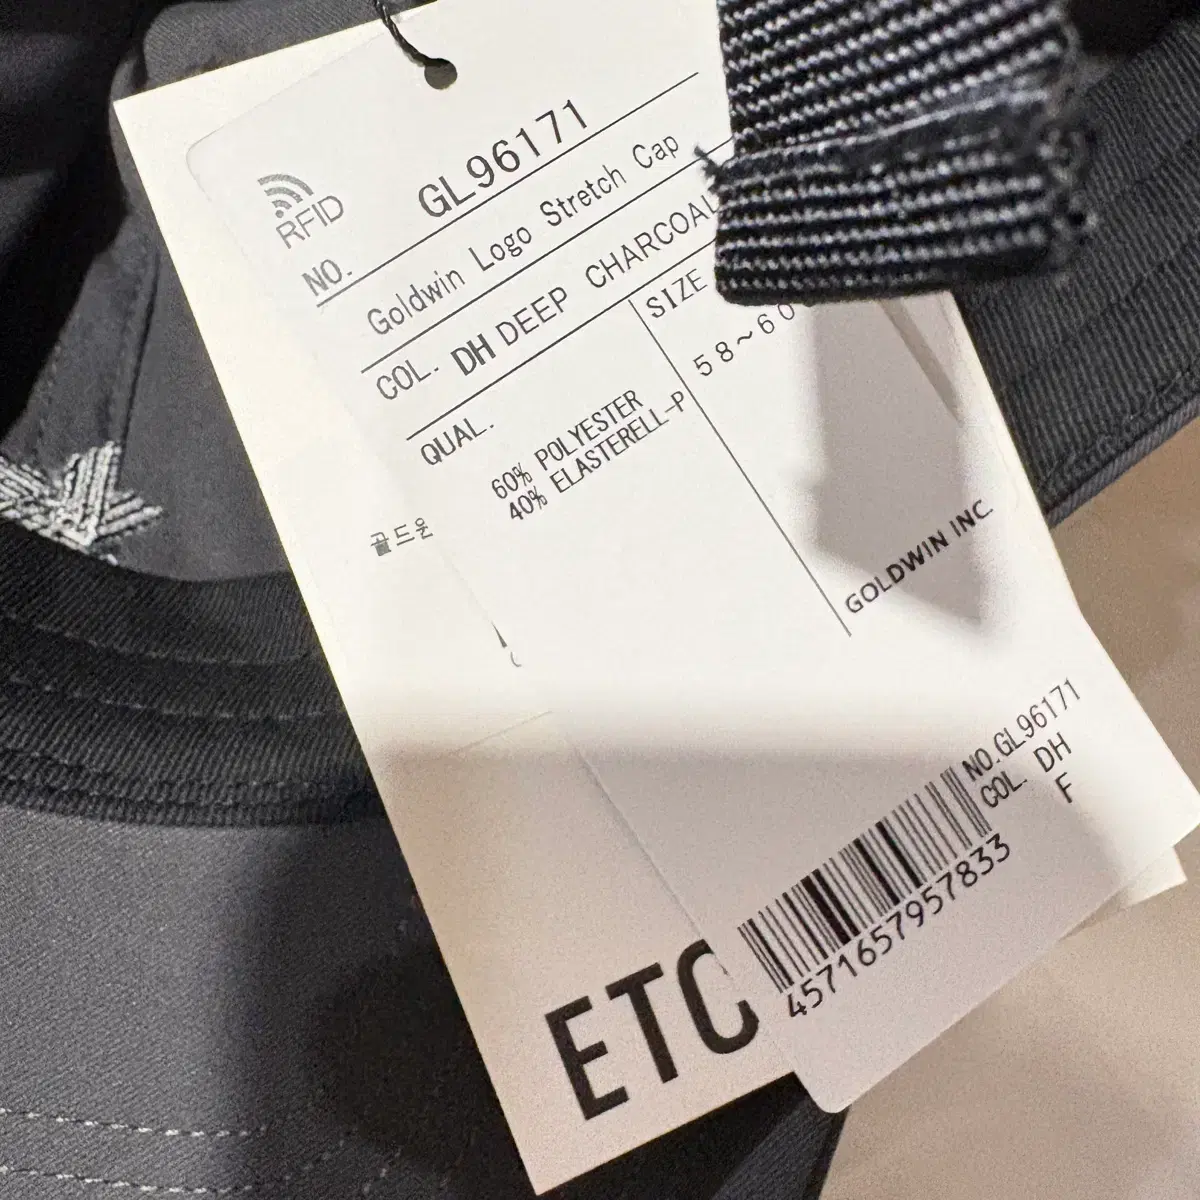 RFID
NO. GL96171
Goldwin Logo Stretch Cap
COL. DH DEEP CHARCOAL
QUAL.
60% POLYESTER
40% ELASTERELL-P
SIZE
58~60
골드윈
GOLDWIN INC.
NO.GL96171
COL. DH
F
4571657957833
ETC